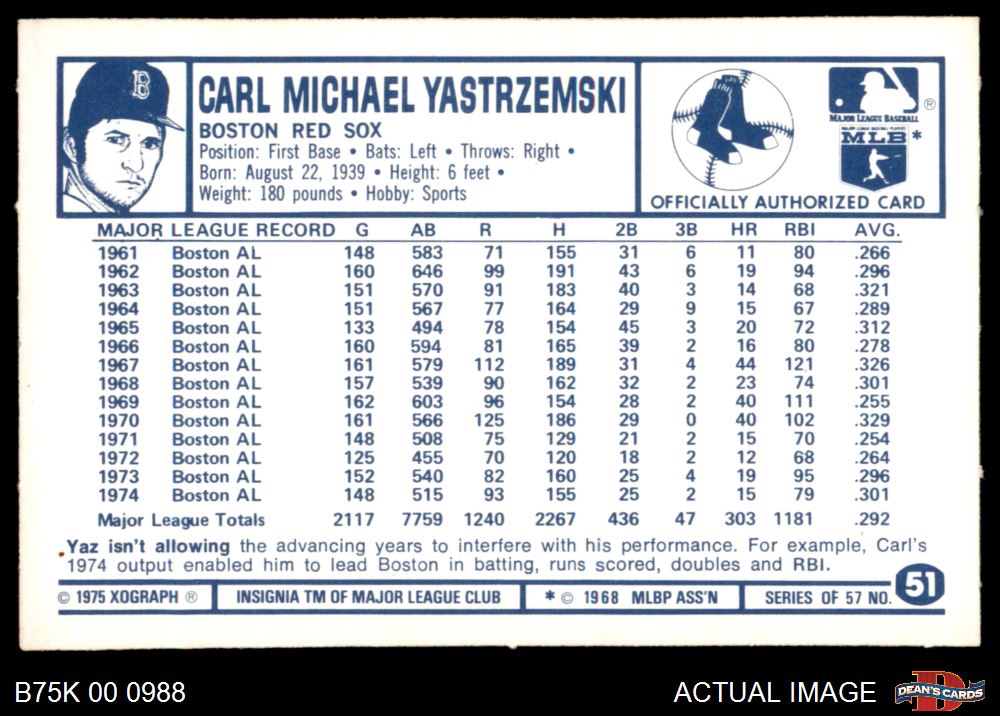 B
CARL MICHAEL YASTRZEMSKI
BOSTON RED SOX
Position: First Base • Bats: Left • Throws: Right •
Born: August 22, 1939 • Height: 6 feet •
Weight: 180 pounds • Hobby: Sports
®
MAJOR LEAGUE BASEBALL
MAJOR LEAGUE BASEBALL PLAYERS
MLB *
OFFICIALLY AUTHORIZED CARD
MAJOR LEAGUE RECORD G AB R H 2B 3B HR RBI AVG.
1961 Boston AL 148 583 71 155 31 6 11 80 .266
1962 Boston AL 160 646 99 191 43 6 19 94 .296
1963 Boston AL 151 570 91 183 40 3 14 68 .321
1964 Boston AL 151 567 77 164 29 9 15 67 .289
1965 Boston AL 133 494 78 154 45 3 20 72 .312
1966 Boston AL 160 594 81 165 39 2 16 80 .278
1967 Boston AL 161 579 112 189 31 4 44 121 .326
1968 Boston AL 157 539 90 162 32 2 23 74 .301
1969 Boston AL 162 603 96 154 28 2 40 111 .255
1970 Boston AL 161 566 125 186 29 0 40 102 .329
1971 Boston AL 148 508 75 129 21 2 15 70 .254
1972 Boston AL 125 455 70 120 18 2 12 68 .264
1973 Boston AL 152 540 82 160 25 4 19 95 .296
1974 Boston AL 148 515 93 155 25 2 15 79 .301
Major League Totals 2117 7759 1240 2267 436 47 303 1181 .292
Yaz isn't allowing the advancing years to interfere with his performance. For example, Carl's
1974 output enabled him to lead Boston in batting, runs scored, doubles and RBI.
© 1975 XOGRAPH ® INSIGNIA TM OF MAJOR LEAGUE CLUB * © 1968 MLBP ASS'N SERIES OF 57 NO. 51
B75K 00 0988 ACTUAL IMAGE D DEAN'S CARDS